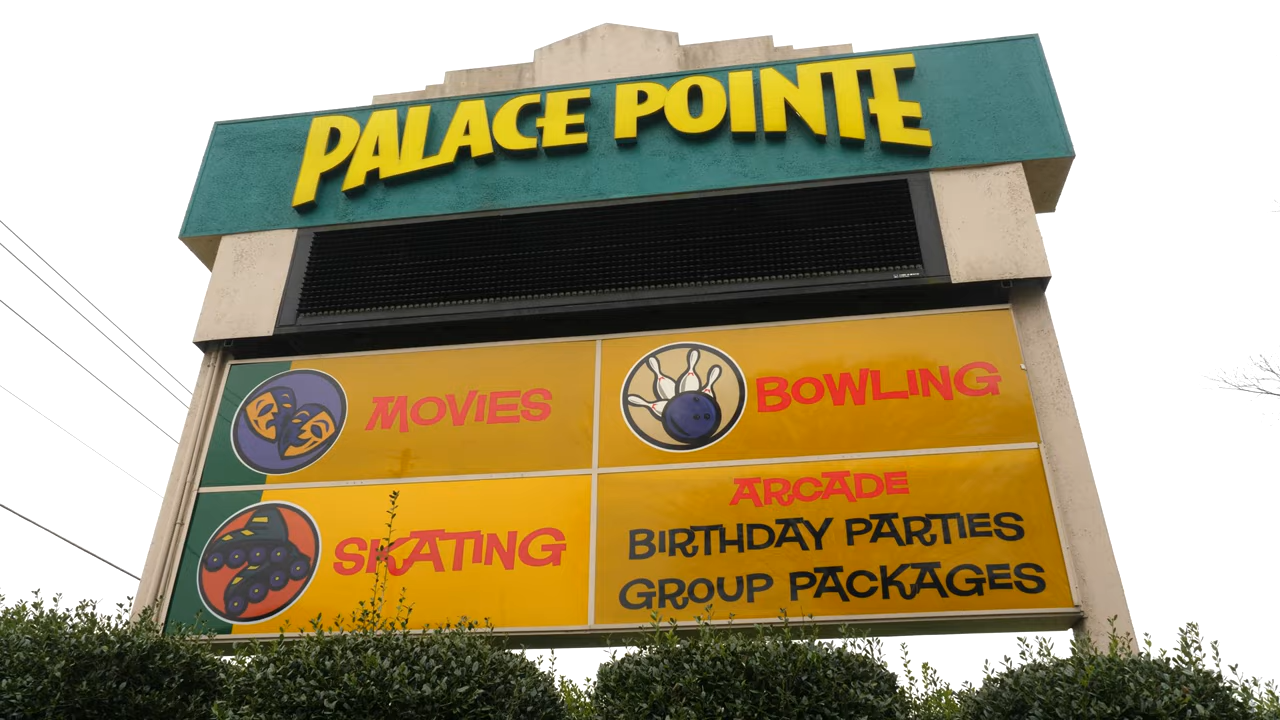 PALACE POINTE
MOVIES
BOWLING
SKATING
ARCADE
BIRTHDAY PARTIES
GROUP PACKAGES